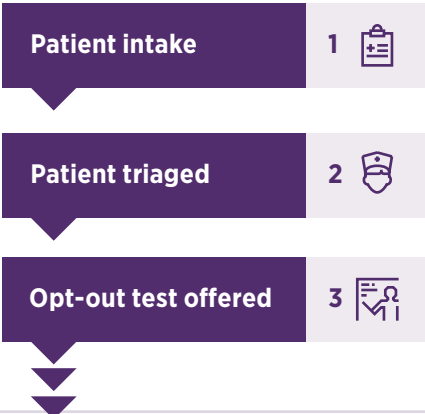 Patient intake 1
Patient triaged 2
Opt-out test offered 3